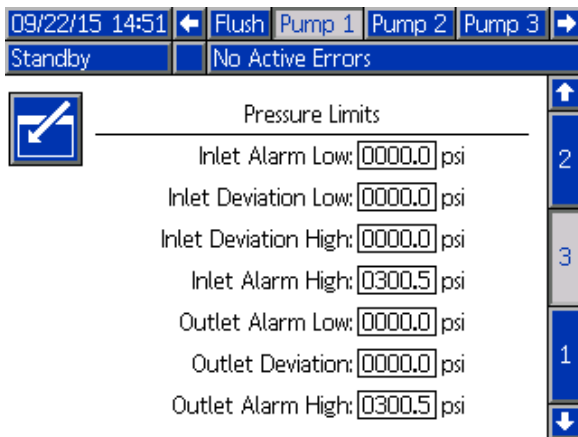 09/22/15 14:51 Flush Pump 1 Pump 2 Pump 3
Standby No Active Errors
Pressure Limits
Inlet Alarm Low: 0000.0 psi
2
Inlet Deviation Low: 0000.0 psi
Inlet Deviation High: 0000.0 psi
3
Inlet Alarm High: 0300.5 psi
Outlet Alarm Low: 0000.0 psi
1
Outlet Deviation: 0000.0 psi
Outlet Alarm High: 0300.5 psi